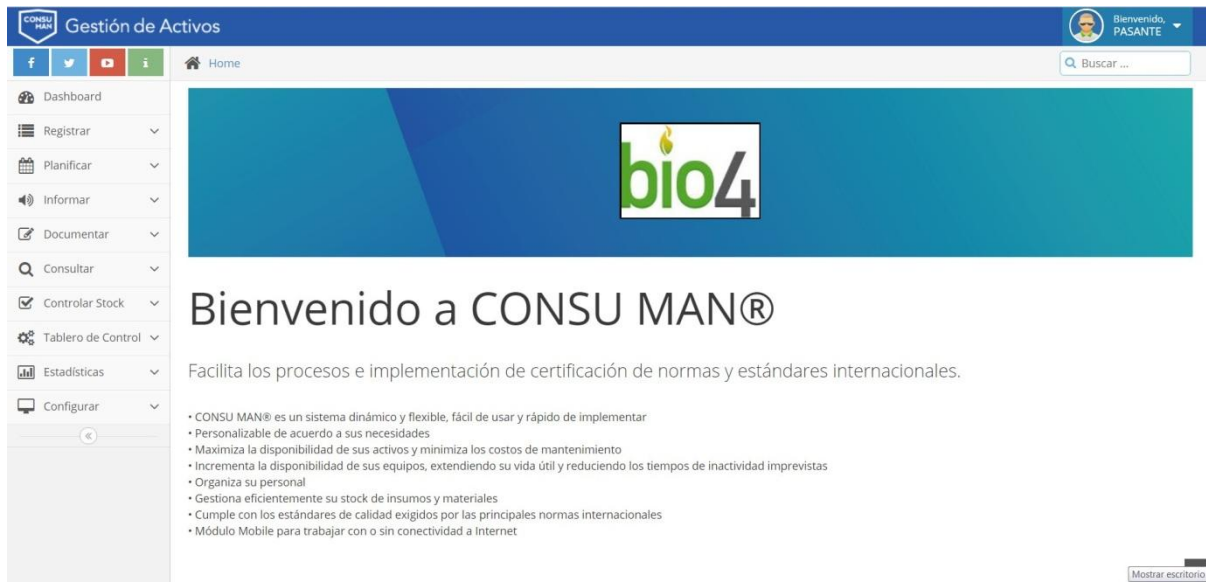 CONSU MAN Gestión de Activos
Bienvenido,
PASANTE
Home
Buscar ...
Dashboard
Registrar
Planificar
Informar
Documentar
Consultar
Controlar Stock
Tablero de Control
Estadísticas
Configurar
bio4
Bienvenido a CONSU MAN®
Facilita los procesos e implementación de certificación de normas y estándares internacionales.
• CONSU MAN® es un sistema dinámico y flexible, fácil de usar y rápido de implementar
• Personalizable de acuerdo a sus necesidades
• Maximiza la disponibilidad de sus activos y minimiza los costos de mantenimiento
• Incrementa la disponibilidad de sus equipos, extendiendo su vida útil y reduciendo los tiempos de inactividad imprevistas
• Organiza su personal
• Gestiona eficientemente su stock de insumos y materiales
• Cumple con los estándares de calidad exigidos por las principales normas internacionales
• Módulo Mobile para trabajar con o sin conectividad a Internet
Mostrar escritorio